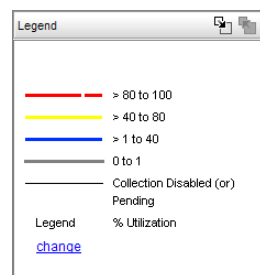 Legend
> 80 to 100
> 40 to 80
> 1 to 40
0 to 1
Collection Disabled (or)
Pending
Legend % Utilization
change